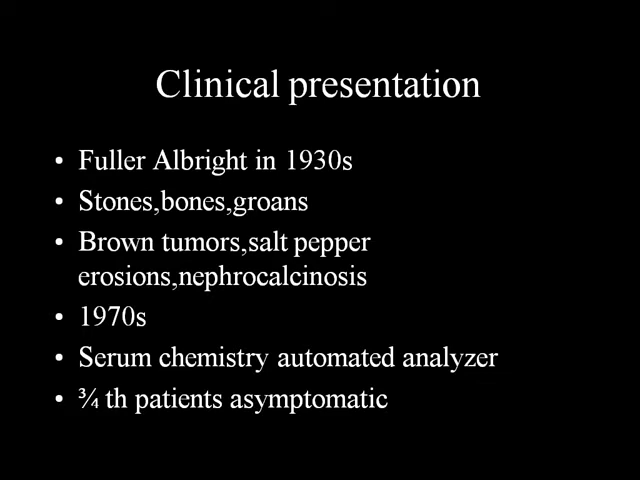 Clinical presentation
• Fuller Albright in 1930s
• Stones,bones,groans
• Brown tumors,salt pepper
erosions,nephrocalcinosis
• 1970s
• Serum chemistry automated analyzer
• ¾ th patients asymptomatic